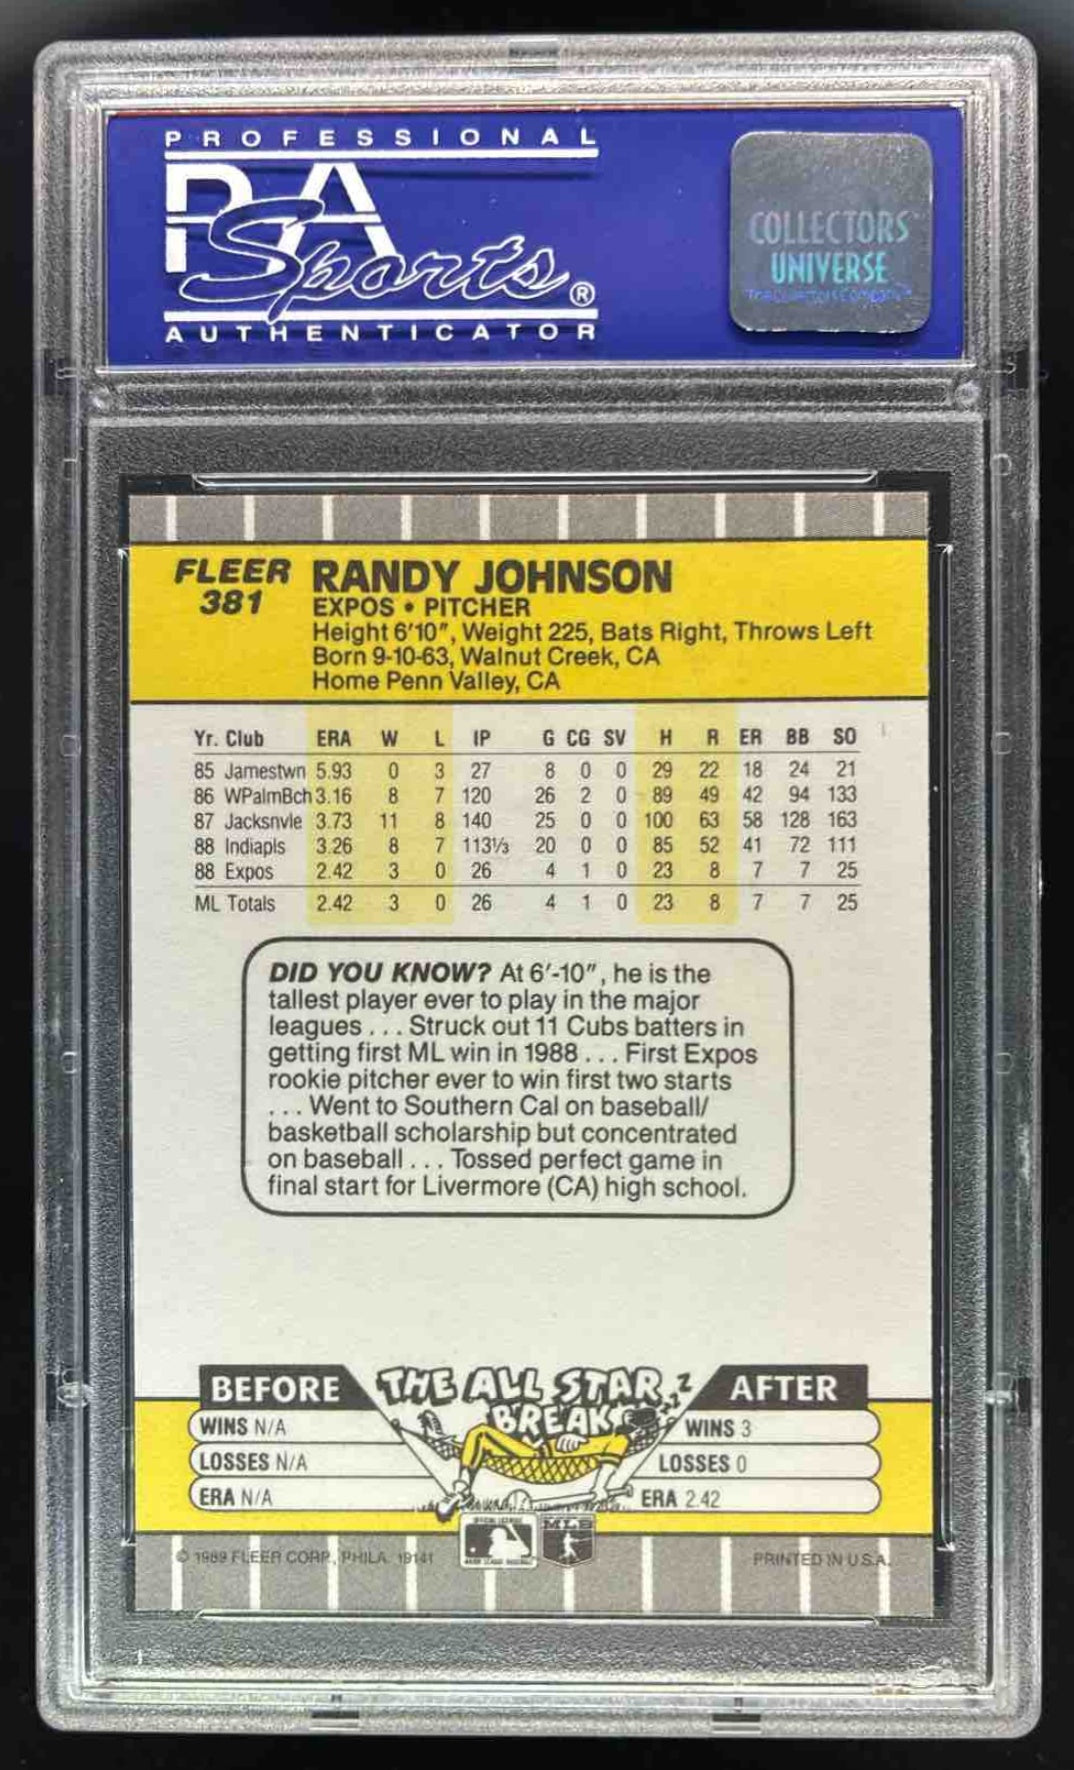 PROFESSIONAL
PSA
Sports®
AUTHENTICATOR
COLLECTORS
UNIVERSE
FLEER
381
RANDY JOHNSON
EXPOS • PITCHER
Height 6'10", Weight 225, Bats Right, Throws Left
Born 9-10-63, Walnut Creek, CA
Home Penn Valley, CA
Yr. Club ERA W L IP G CG SV H R ER BB SO
85 Jamestwn 5.93 0 3 27 8 0 0 29 22 18 24 21
86 WPalmBch 3.16 8 7 120 26 2 0 89 49 42 94 133
87 Jacksnvle 3.73 11 8 140 25 0 0 100 63 58 128 163
88 Indiapls 3.26 8 7 113⅓ 20 0 0 85 52 41 72 111
88 Expos 2.42 3 0 26 4 1 0 23 8 7 7 25
ML Totals 2.42 3 0 26 4 1 0 23 8 7 7 25
DID YOU KNOW? At 6'-10", he is the
tallest player ever to play in the major
leagues . . . Struck out 11 Cubs batters in
getting first ML win in 1988 . . . First Expos
rookie pitcher ever to win first two starts
. . . Went to Southern Cal on baseball/
basketball scholarship but concentrated
on baseball . . . Tossed perfect game in
final start for Livermore (CA) high school.
BEFORE
THE ALL STAR
BREAK
zzzZ
AFTER
WINS N/A
WINS 3
LOSSES N/A
LOSSES 0
ERA N/A
ERA 2.42
MLB
© 1989 FLEER CORP., PHILA. 19141
PRINTED IN U.S.A.